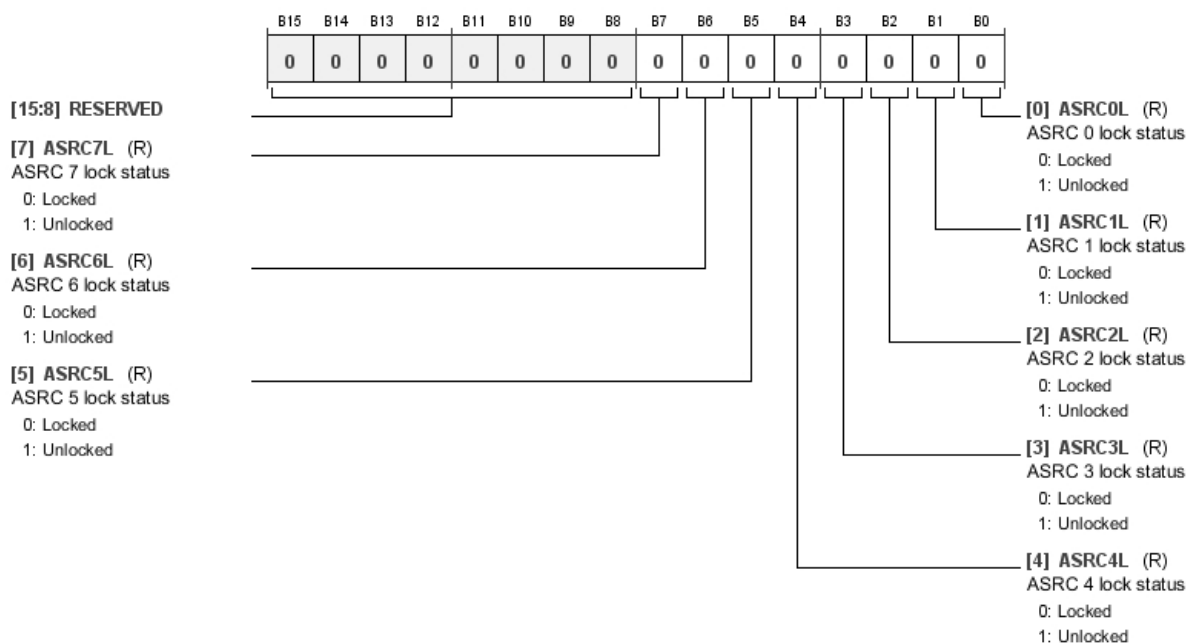 B15 B14 B13 B12 B11 B10 B9 B8 B7 B6 B5 B4 B3 B2 B1 B0
0 0 0 0 0 0 0 0 0 0 0 0 0 0 0 0
[15:8] RESERVED
[7] ASRC7L (R)
ASRC 7 lock status
0: Locked
1: Unlocked
[6] ASRC6L (R)
ASRC 6 lock status
0: Locked
1: Unlocked
[5] ASRC5L (R)
ASRC 5 lock status
0: Locked
1: Unlocked
[0] ASRC0L (R)
ASRC 0 lock status
0: Locked
1: Unlocked
[1] ASRC1L (R)
ASRC 1 lock status
0: Locked
1: Unlocked
[2] ASRC2L (R)
ASRC 2 lock status
0: Locked
1: Unlocked
[3] ASRC3L (R)
ASRC 3 lock status
0: Locked
1: Unlocked
[4] ASRC4L (R)
ASRC 4 lock status
0: Locked
1: Unlocked